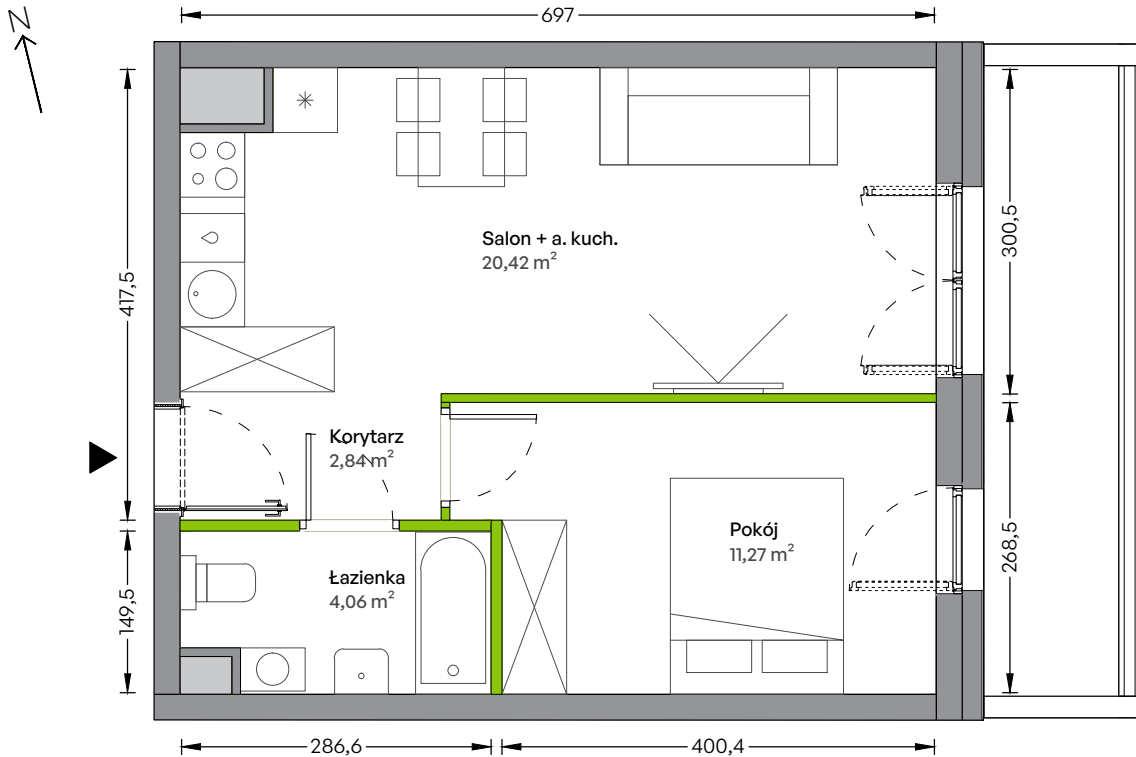 N
697
Salon + a. kuch.
20,42 m²
300,5
417,5
Korytarz
2,84 m²
Pokój
11,27 m²
268,5
Łazienka
4,06 m²
149,5
286,6
400,4